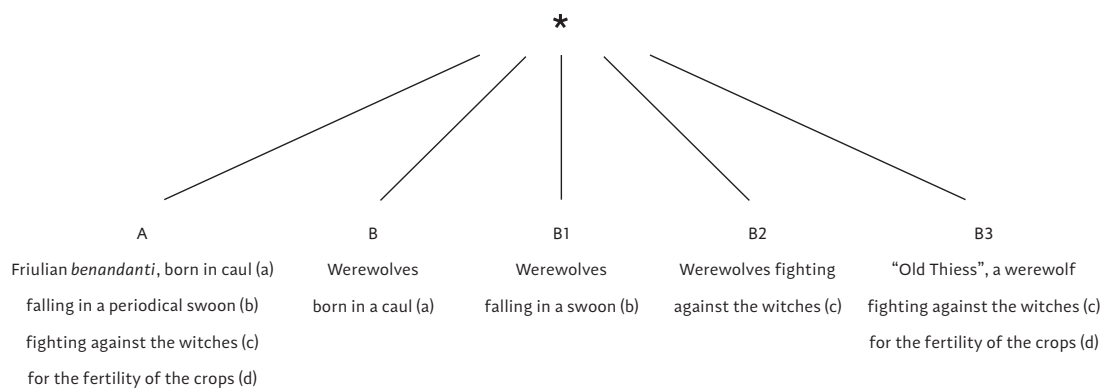 *
A
Friulian benandanti, born in caul (a)
falling in a periodical swoon (b)
fighting against the witches (c)
for the fertility of the crops (d)
B
Werewolves
born in a caul (a)
B1
Werewolves
falling in a swoon (b)
B2
Werewolves fighting
against the witches (c)
B3
“Old Thiess”, a werewolf
fighting against the witches (c)
for the fertility of the crops (d)